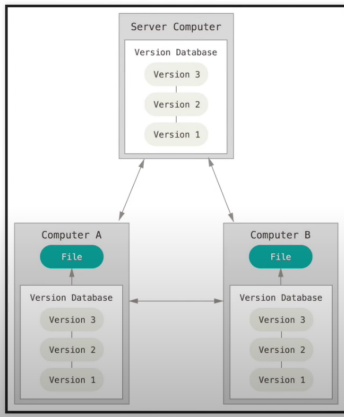 Server Computer
Version Database
Version 3
Version 2
Version 1
Computer A
File
Version Database
Version 3
Version 2
Version 1
Computer B
File
Version Database
Version 3
Version 2
Version 1